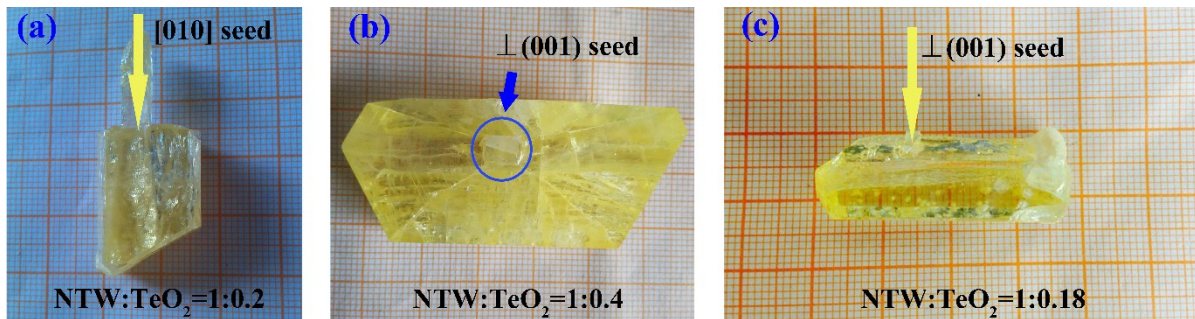 (a)
[010] seed
NTW:TeO₂=1:0.2
(b)
⊥(001) seed
NTW:TeO₂=1:0.4
(c)
⊥(001) seed
NTW:TeO₂=1:0.18